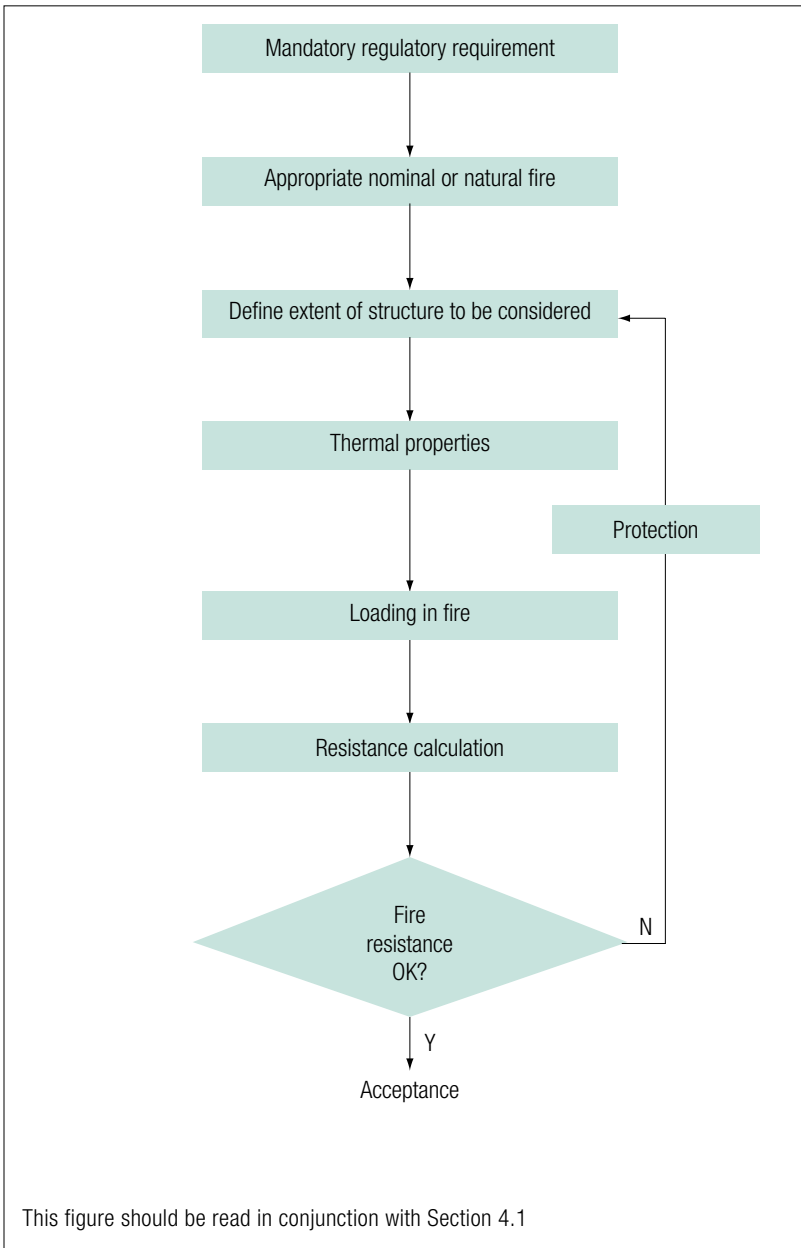 Mandatory regulatory requirement
Appropriate nominal or natural fire
Define extent of structure to be considered
Thermal properties
Protection
Loading in fire
Resistance calculation
Fire
resistance
OK?
N
Y
Acceptance
This figure should be read in conjunction with Section 4.1